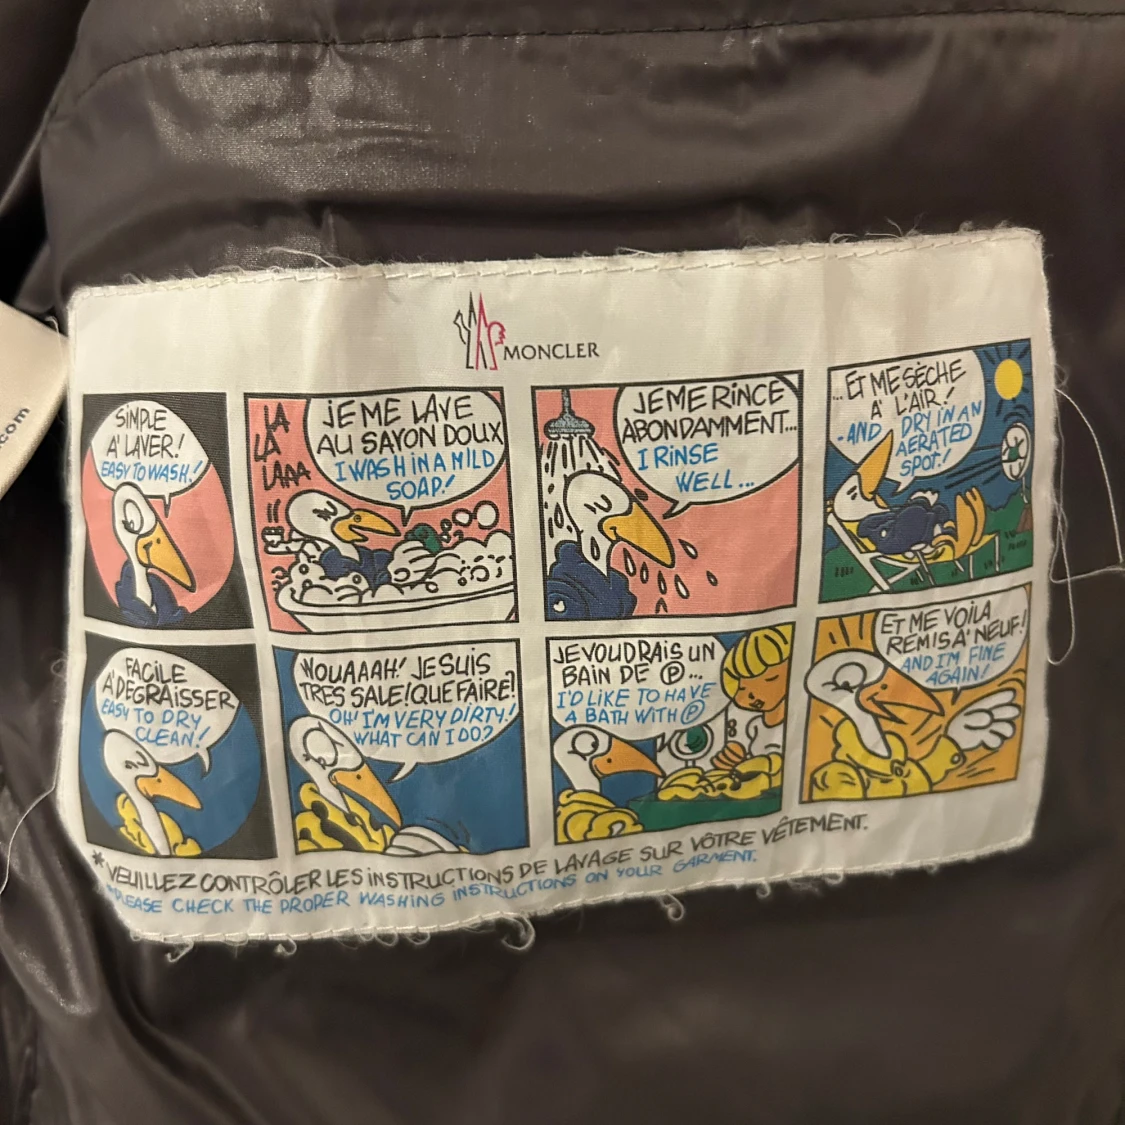 MONCLER
SIMPLE
A' LAVER!
EASY TO WASH!
LA
LA
LAAA
JE ME LAVE
AU SAVON DOUX
I WASH IN A MILD
SOAP!
JE ME RINCE
ABONDAMMENT...
I RINSE
WELL...
...ET ME SÈCHE
A' L'AIR!
-AND DRY IN AN
AERATED
SPOT!
FACILE
A' DÉGRAISSER
EASY TO DRY
CLEAN!
WOUAAAH! JE SUIS
TRES SALE! QUE FAIRE?!
OH! I'M VERY DIRTY!
WHAT CAN I DO?
JE VOUDRAIS UN
BAIN DE Ⓟ...
I'D LIKE TO HAVE
A BATH WITH Ⓟ
ET ME VOILA
REMIS A' NEUF!
AND I'M FINE
AGAIN!
*VEUILLEZ CONTRÔLER LES INSTRUCTIONS DE LAVAGE SUR VÔTRE VÊTEMENT.
*PLEASE CHECK THE PROPER WASHING INSTRUCTIONS ON YOUR GARMENT.
.com